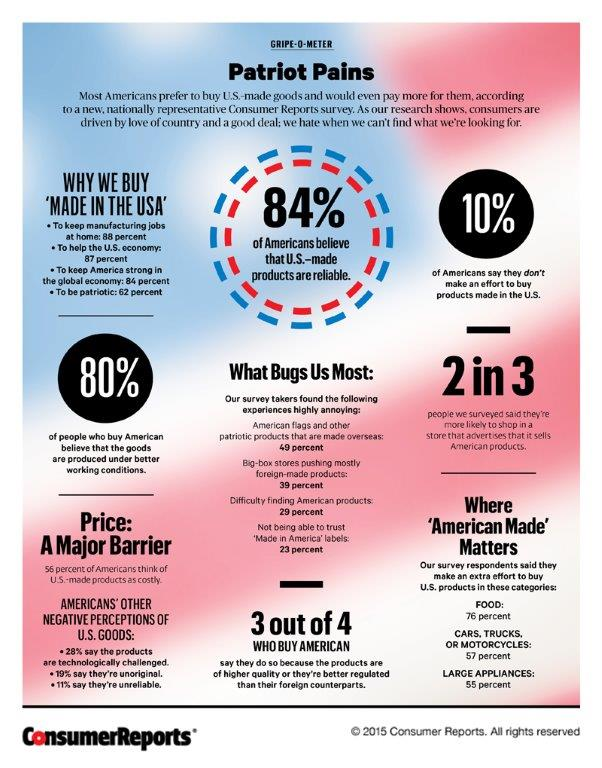 GRIPE-O-METER
Patriot Pains
Most Americans prefer to buy U.S.-made goods and would even pay more for them, according
to a new, nationally representative Consumer Reports survey. As our research shows, consumers are
driven by love of country and a good deal; we hate when we can't find what we're looking for.
WHY WE BUY
'MADE IN THE USA'
• To keep manufacturing jobs
at home: 88 percent
• To help the U.S. economy:
87 percent
• To keep America strong in
the global economy: 84 percent
• To be patriotic: 62 percent
80%
of people who buy American
believe that the goods
are produced under better
working conditions.
Price:
A Major Barrier
56 percent of Americans think of
U.S.-made products as costly.
AMERICANS' OTHER
NEGATIVE PERCEPTIONS OF
U.S. GOODS:
• 28% say the products
are technologically challenged.
• 19% say they're unoriginal.
• 11% say they're unreliable.
84%
of Americans believe
that U.S.–made
products are reliable.
What Bugs Us Most:
Our survey takers found the following
experiences highly annoying:
American flags and other
patriotic products that are made overseas:
49 percent
Big-box stores pushing mostly
foreign-made products:
39 percent
Difficulty finding American products:
29 percent
Not being able to trust
'Made in America' labels:
23 percent
3 out of 4
WHO BUY AMERICAN
say they do so because the products are
of higher quality or they're better regulated
than their foreign counterparts.
10%
of Americans say they don't
make an effort to buy
products made in the U.S.
2 in 3
people we surveyed said they're
more likely to shop in a
store that advertises that it sells
American products.
Where
'American Made'
Matters
Our survey respondents said they
make an extra effort to buy
U.S. products in these categories:
FOOD:
76 percent
CARS, TRUCKS,
OR MOTORCYCLES:
57 percent
LARGE APPLIANCES:
55 percent
ConsumerReports®
© 2015 Consumer Reports. All rights reserved